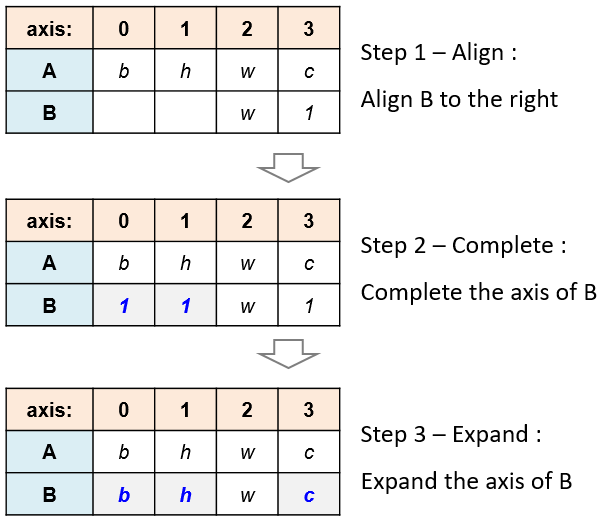 axis: 0 1 2 3
A b h w c
B w 1
Step 1 – Align :
Align B to the right
axis: 0 1 2 3
A b h w c
B 1 1 w 1
Step 2 – Complete :
Complete the axis of B
axis: 0 1 2 3
A b h w c
B b h w c
Step 3 – Expand :
Expand the axis of B